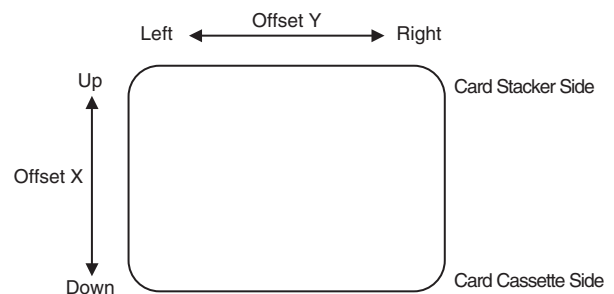 Offset Y
Left Right
Up
Card Stacker Side
Offset X
Down
Card Cassette Side